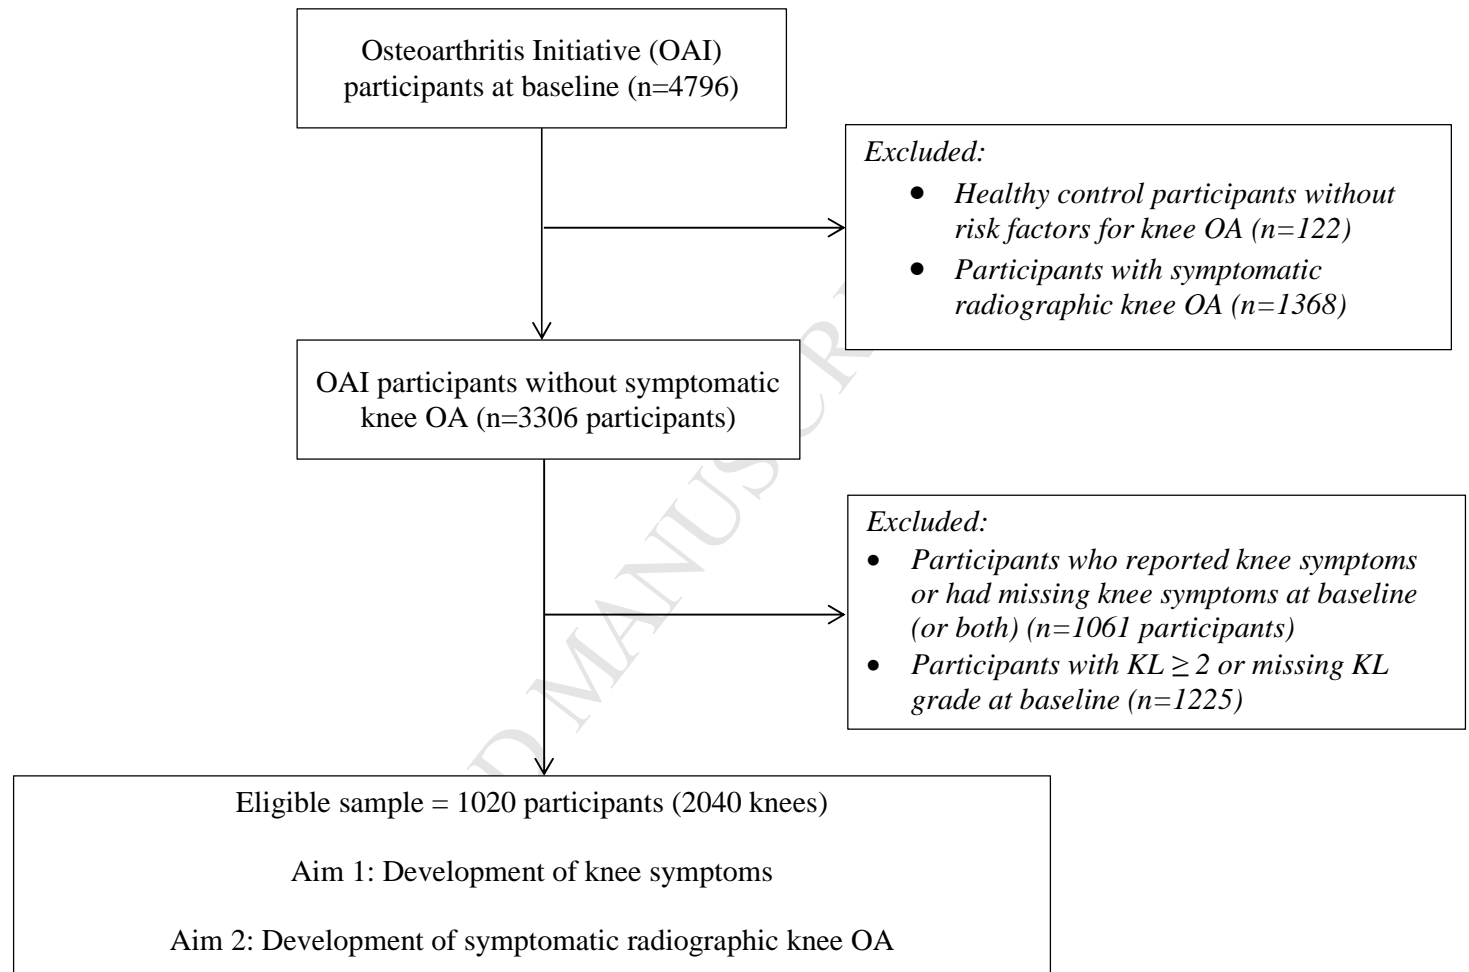 Osteoarthritis Initiative (OAI)
participants at baseline (n=4796)
Excluded:
● Healthy control participants without
risk factors for knee OA (n=122)
● Participants with symptomatic
radiographic knee OA (n=1368)
OAI participants without symptomatic
knee OA (n=3306 participants)
Excluded:
● Participants who reported knee symptoms
or had missing knee symptoms at baseline
(or both) (n=1061 participants)
● Participants with KL ≥ 2 or missing KL
grade at baseline (n=1225)
Eligible sample = 1020 participants (2040 knees)
Aim 1: Development of knee symptoms
Aim 2: Development of symptomatic radiographic knee OA
D MANUSCR